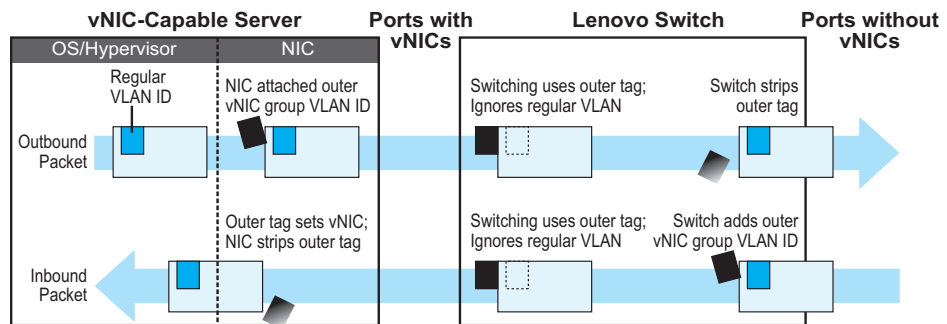 vNIC-Capable Server
Ports with
vNICs
Lenovo Switch
Ports without
vNICs
OS/Hypervisor
NIC
Regular
VLAN ID
NIC attached outer
vNIC group VLAN ID
Switching uses outer tag;
Ignores regular VLAN
Switch strips
outer tag
Outbound
Packet
Outer tag sets vNIC;
NIC strips outer tag
Switching uses outer tag;
Ignores regular VLAN
Switch adds outer
vNIC group VLAN ID
Inbound
Packet